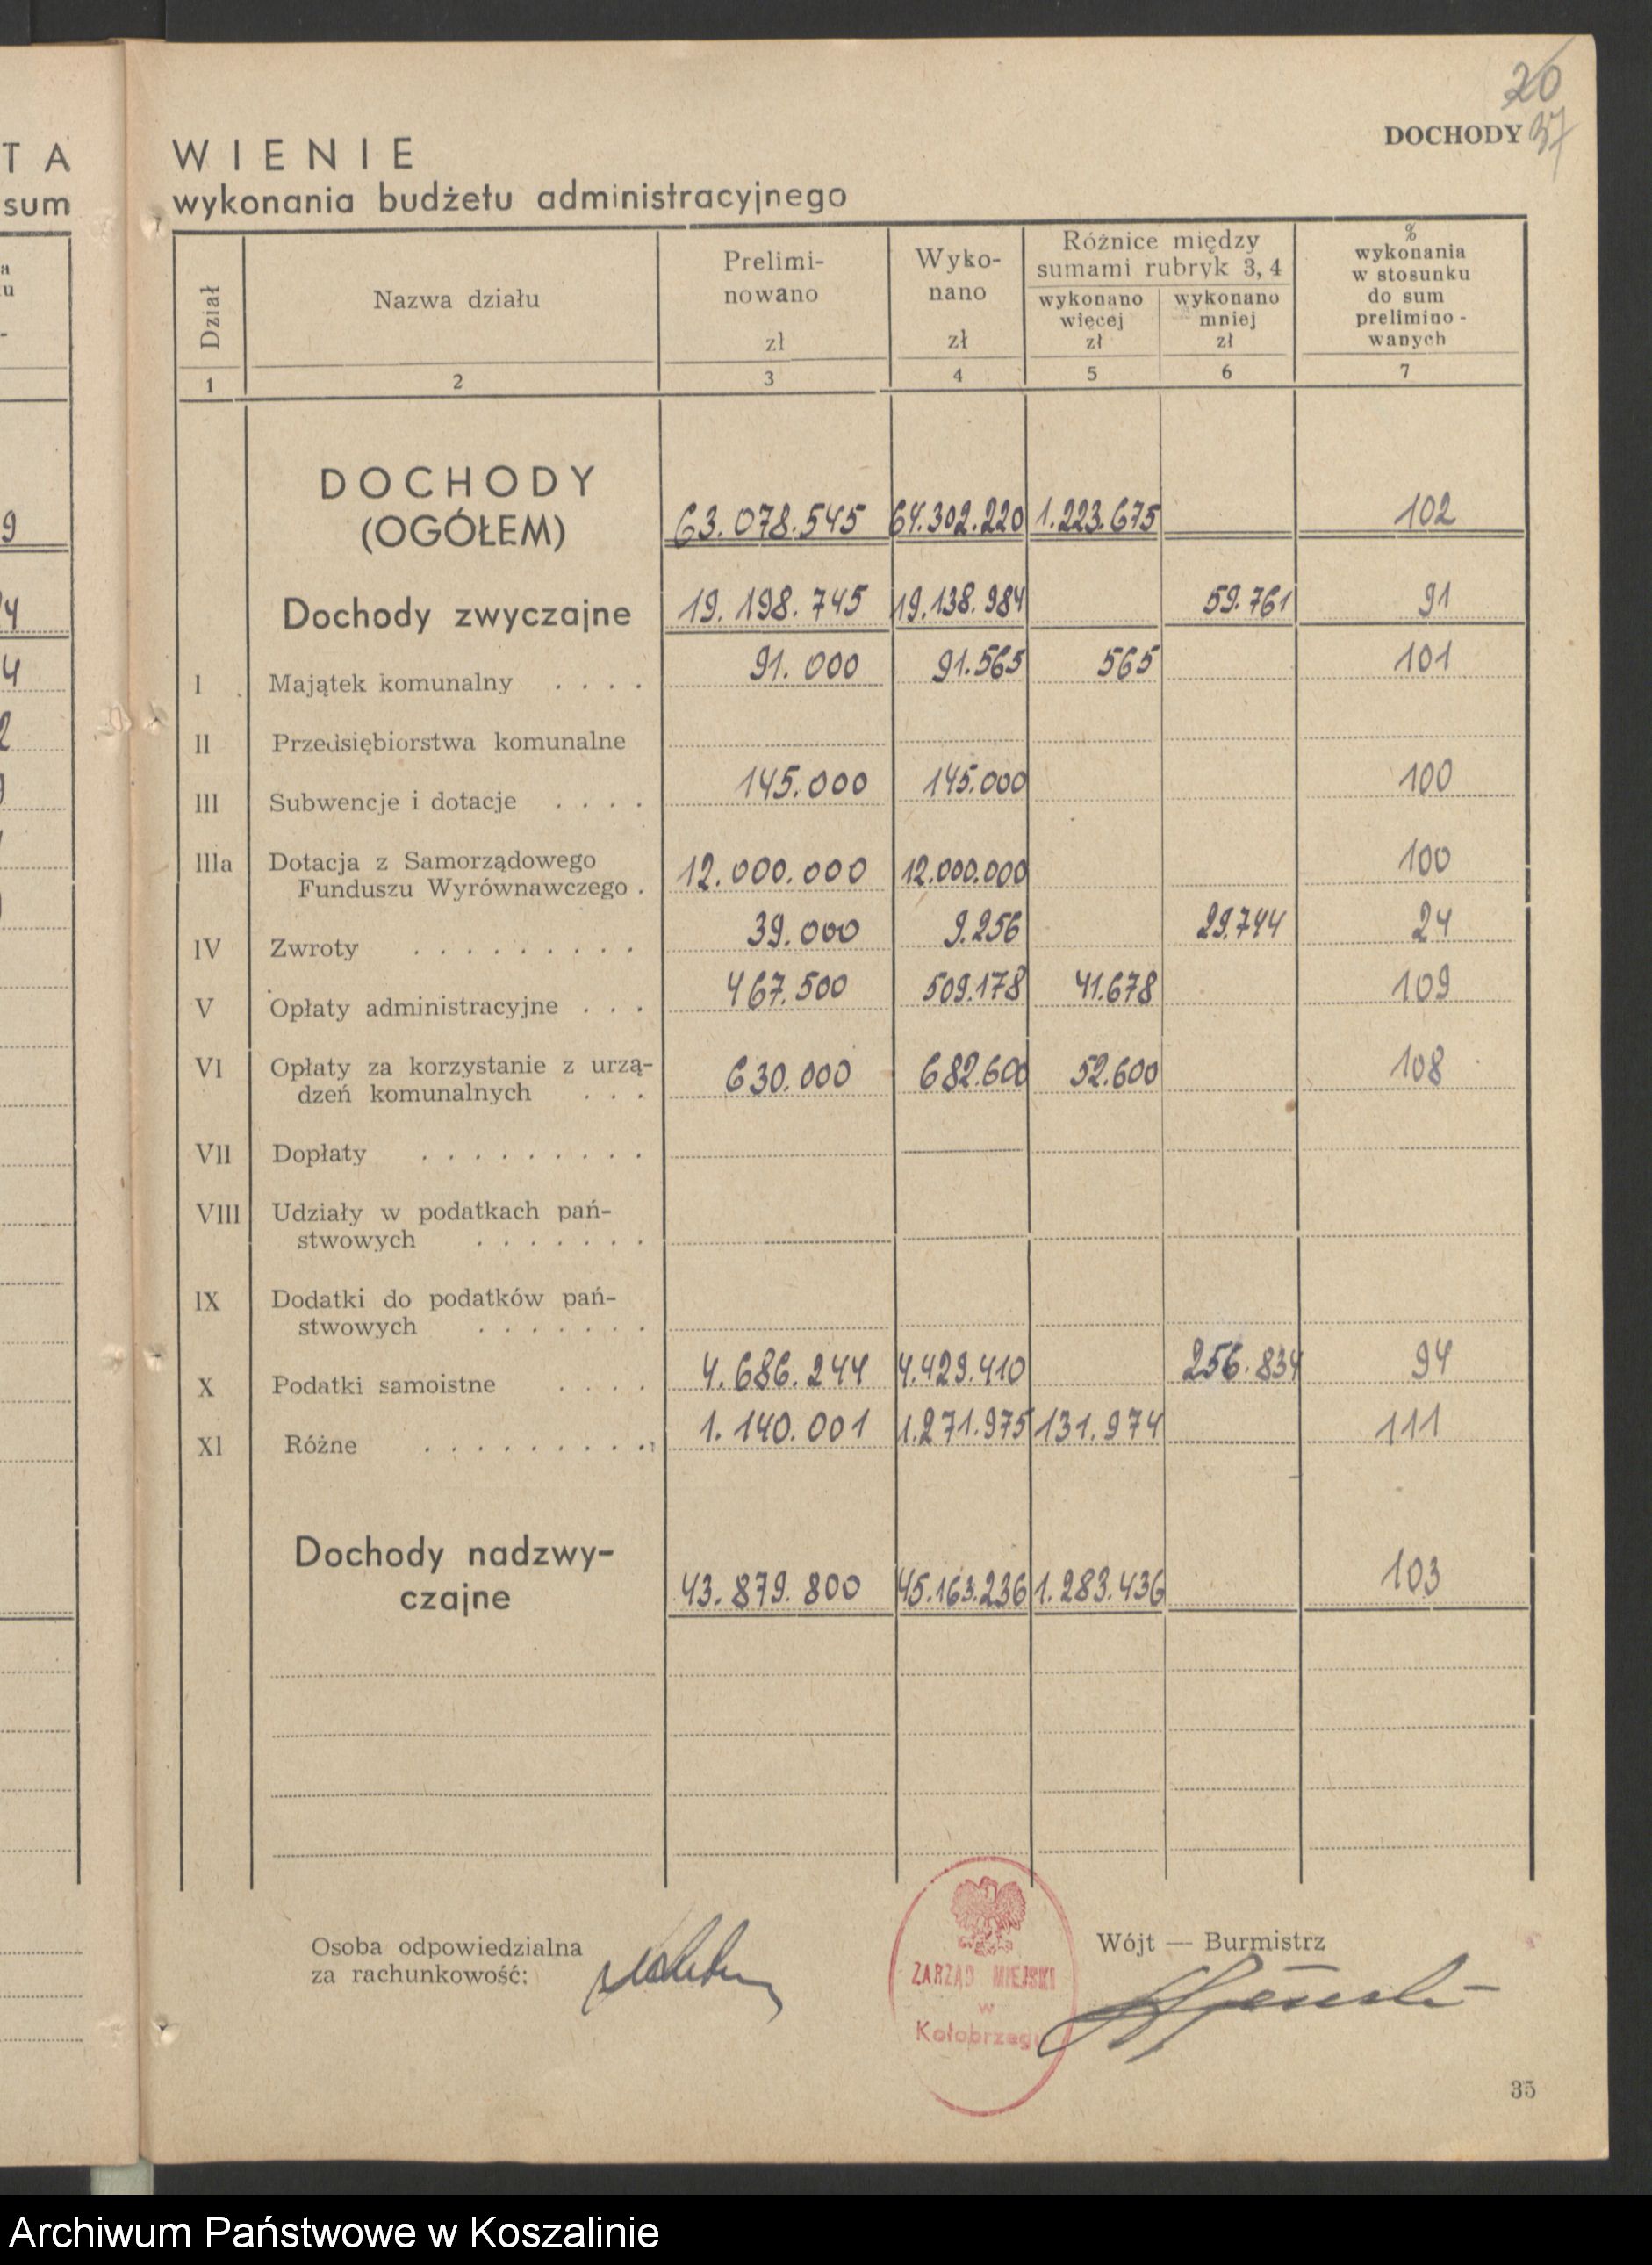 20
DOCHODY 37
T A
sum
WIENIE
wykonania budżetu administracyjnego
Dział
Nazwa działu
Prelimi-
nowano
zł
Wyko-
nano
zł
Różnice między
sumami rubryk 3, 4
wykonano
więcej
zł
wykonano
mniej
zł
%
wykonania
w stosunku
do sum
prelimino-
wanych
1 2 3 4 5 6 7
DOCHODY
(OGÓŁEM) 63.078.545 64.302.220 1.223.675 102
Dochody zwyczajne 19.198.745 19.138.984 59.761 91
I Majątek komunalny . . . . 91.000 91.565 565 101
II Przedsiębiorstwa komunalne
III Subwencje i dotacje . . . . 145.000 145.000 100
IIIa Dotacja z Samorządowego
Funduszu Wyrównawczego . 12.000.000 12.000.000 100
IV Zwroty . . . . . . . . . 39.000 9.256 29.744 24
V Opłaty administracyjne . . . 467.500 509.178 41.678 109
VI Opłaty za korzystanie z urzą-
dzeń komunalnych . . . 630.000 682.600 52.600 108
VII Dopłaty . . . . . . . . .
VIII Udziały w podatkach pań-
stwowych . . . . . . .
IX Dodatki do podatków pań-
stwowych . . . . . . .
X Podatki samoistne . . . . 4.686.244 4.429.410 256.834 94
XI Różne . . . . . . . . . 1.140.001 1.271.975 131.974 111
Dochody nadzwy-
czajne 43.879.800 45.163.236 1.283.436 103
Osoba odpowiedzialna
za rachunkowość:
ZARZĄD MIEJSKI
w
Kołobrzegu
Wójt — Burmistrz
35
Archiwum Państwowe w Koszalinie